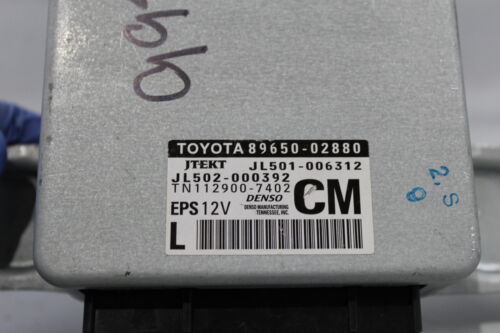 TOYOTA 89650-02880
JTEKT JL501-006312
JL502-000392
TN112900-7402
DENSO
EPS 12V
DENSO MANUFACTURING
TENNESSEE, INC.
CM
L
2.S